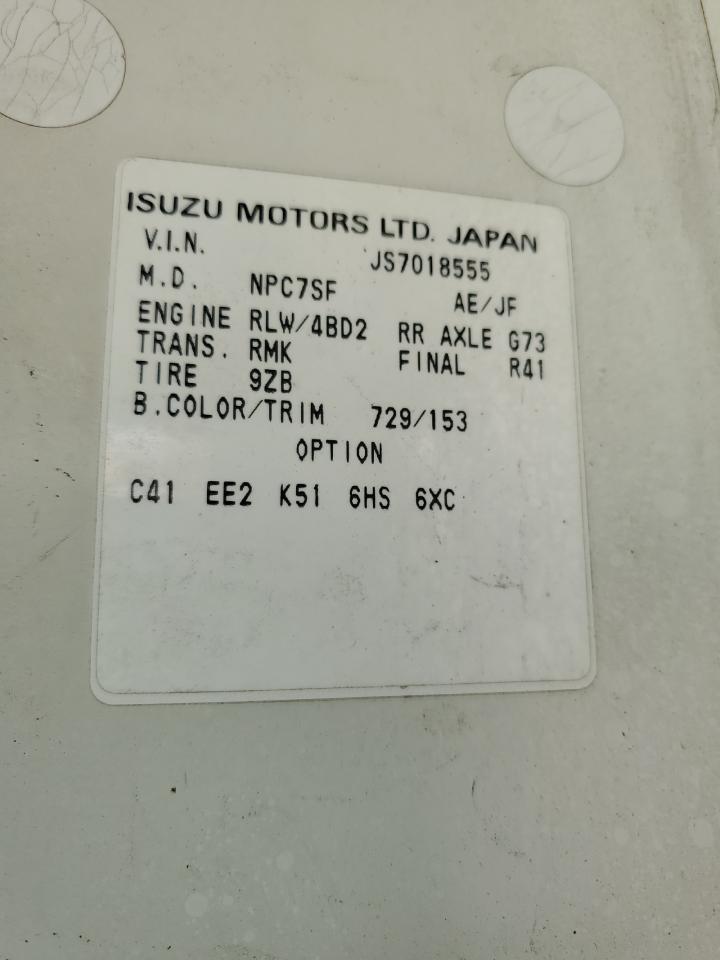 ISUZU MOTORS LTD. JAPAN
V.I.N. JS7018555
M.D. NPC7SF AE/JF
ENGINE RLW/4BD2 RR AXLE G73
TRANS. RMK FINAL R41
TIRE 9ZB
B.COLOR/TRIM 729/153
OPTION
C41 EE2 K51 6HS 6XC